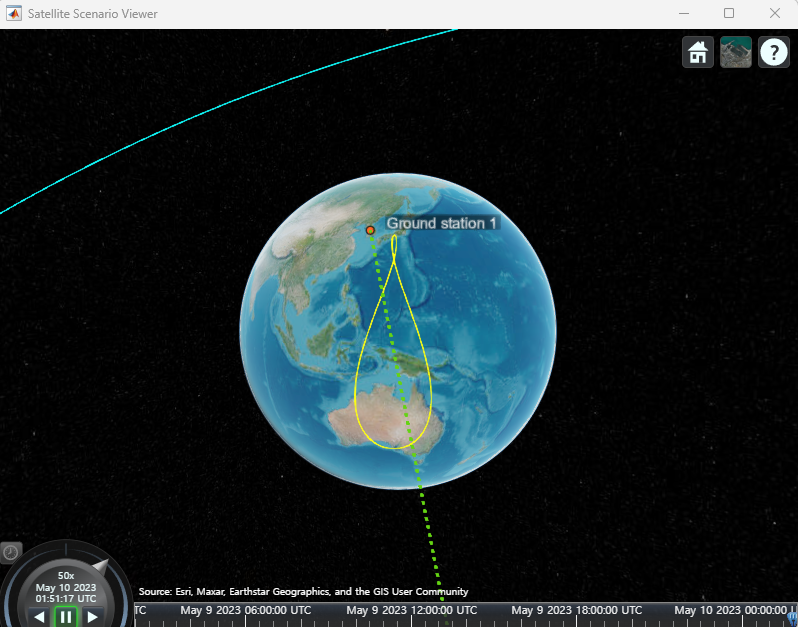 Satellite Scenario Viewer
?
Ground station 1
50x
May 10 2023
01:51:17 UTC
Source: Esri, Maxar, Earthstar Geographics, and the GIS User Community
TC
May 9 2023 06:00:00 UTC
May 9 2023 12:00:00 UTC
May 9 2023 18:00:00 UTC
May 10 2023 00:00:00 U